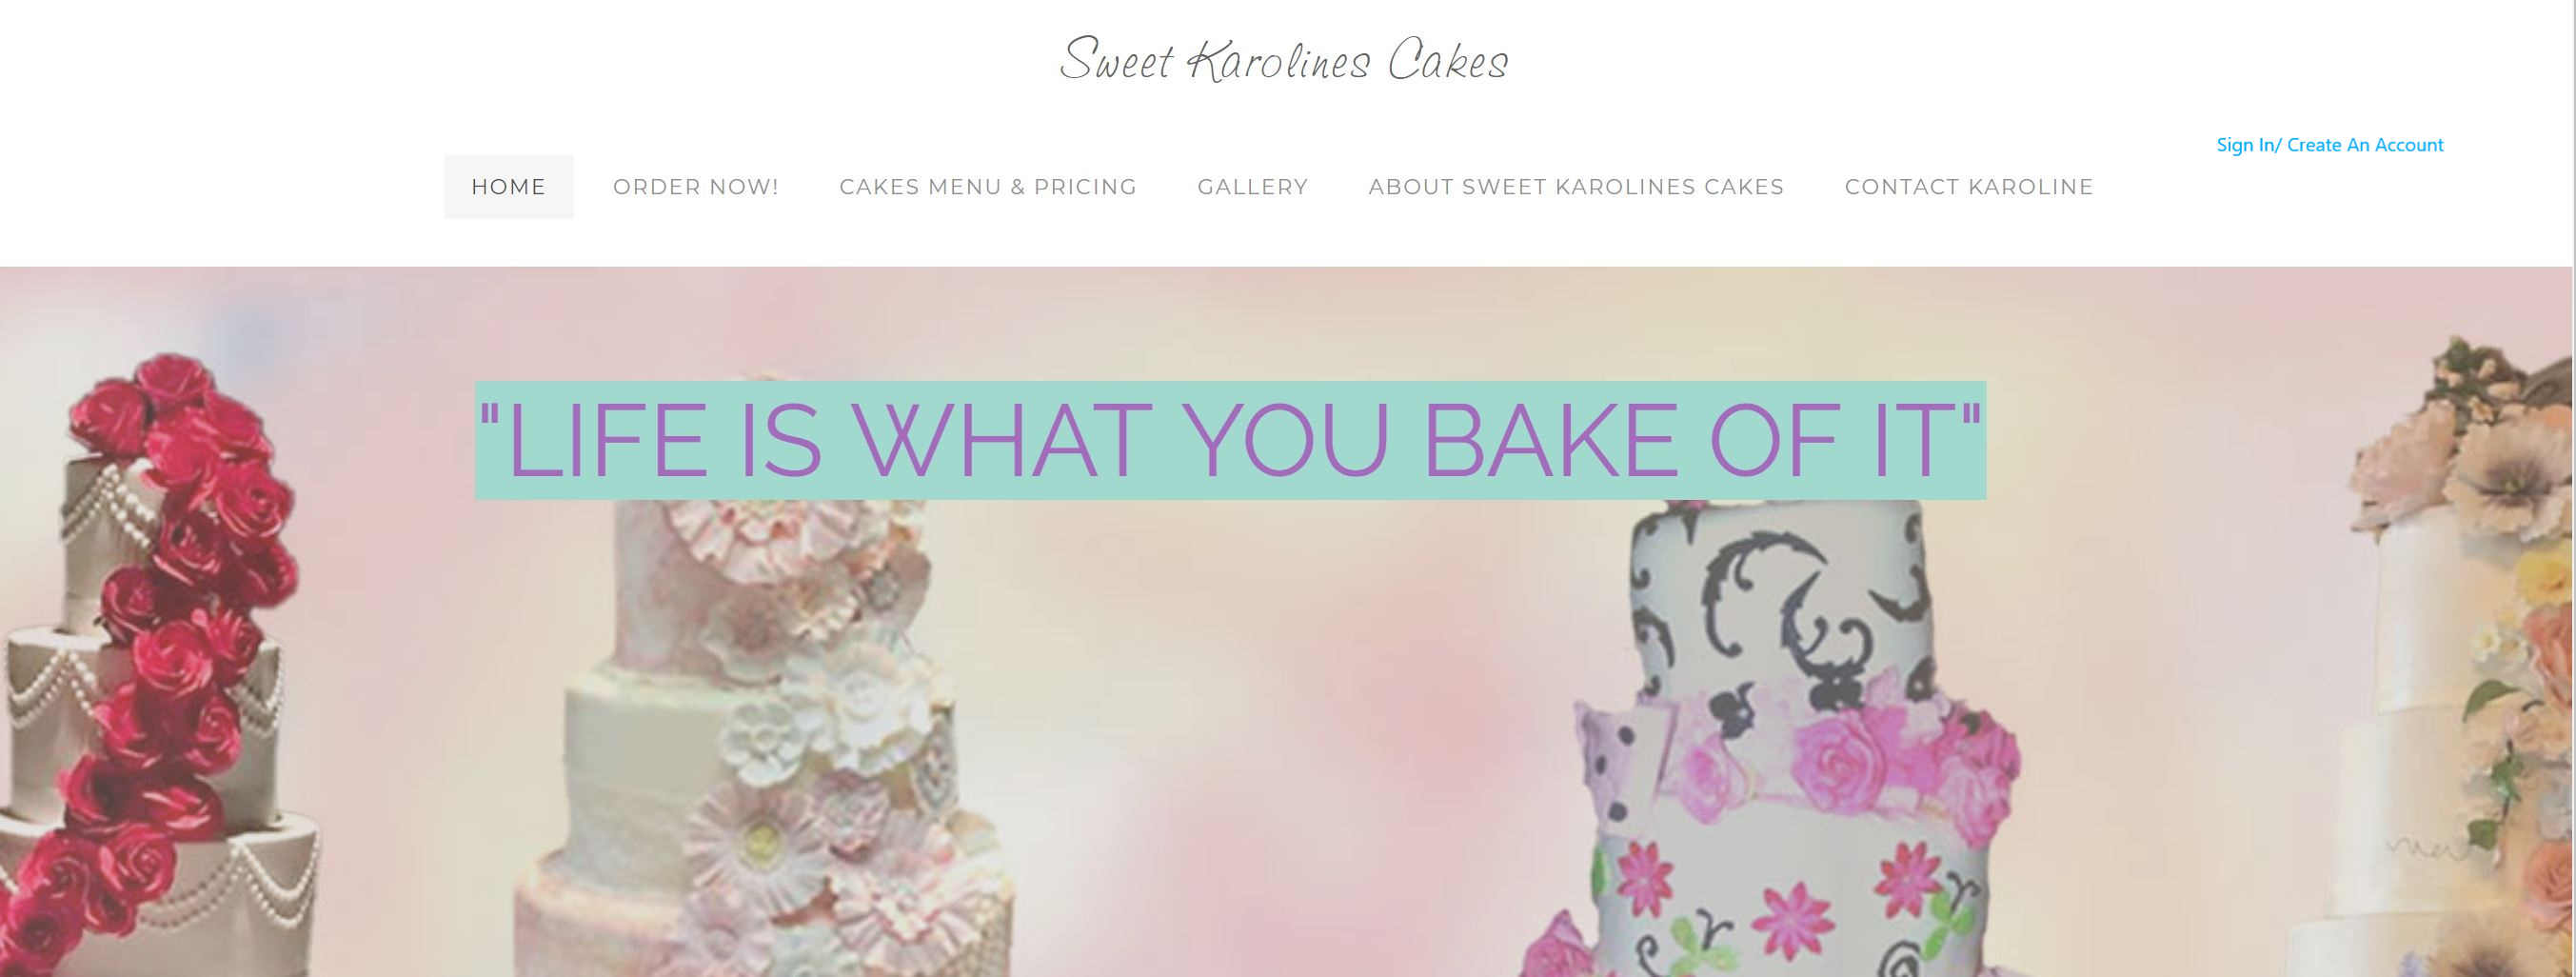 Sweet Karolines Cakes
Sign In/ Create An Account
HOME ORDER NOW! CAKES MENU & PRICING GALLERY ABOUT SWEET KAROLINES CAKES CONTACT KAROLINE
"LIFE IS WHAT YOU BAKE OF IT"